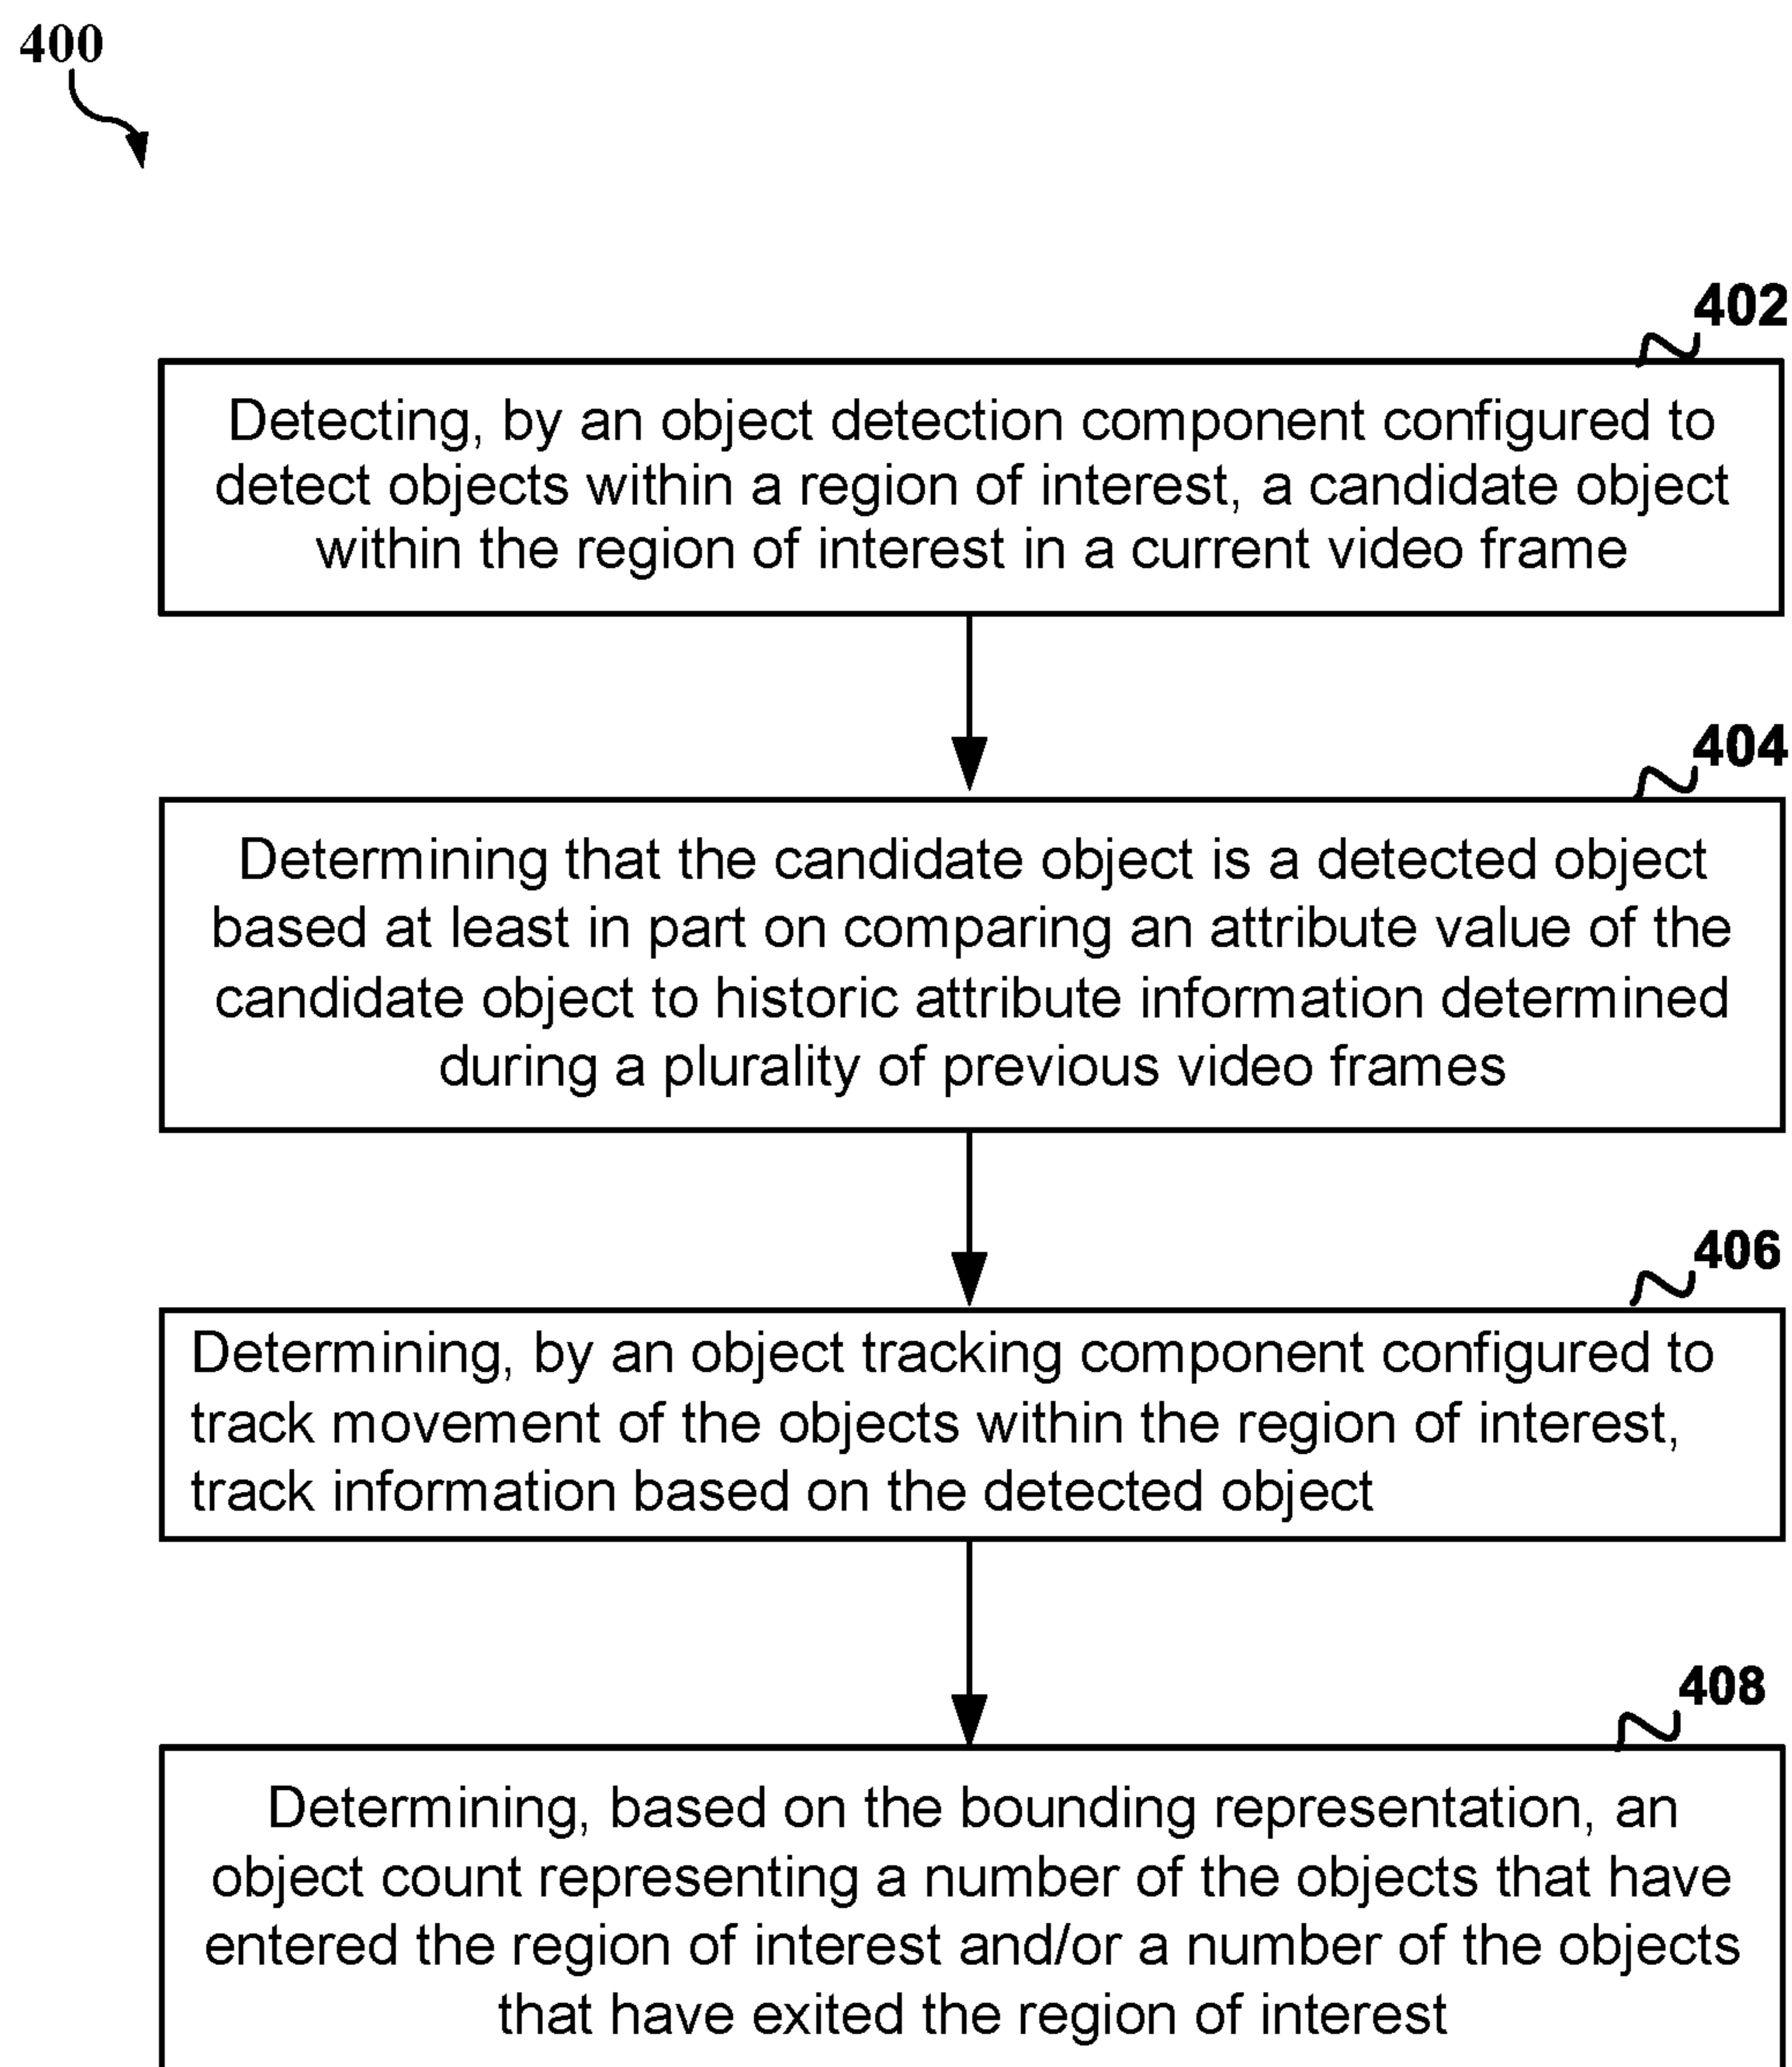 400
402
Detecting, by an object detection component configured to
detect objects within a region of interest, a candidate object
within the region of interest in a current video frame
404
Determining that the candidate object is a detected object
based at least in part on comparing an attribute value of the
candidate object to historic attribute information determined
during a plurality of previous video frames
406
Determining, by an object tracking component configured to
track movement of the objects within the region of interest,
track information based on the detected object
408
Determining, based on the bounding representation, an
object count representing a number of the objects that have
entered the region of interest and/or a number of the objects
that have exited the region of interest